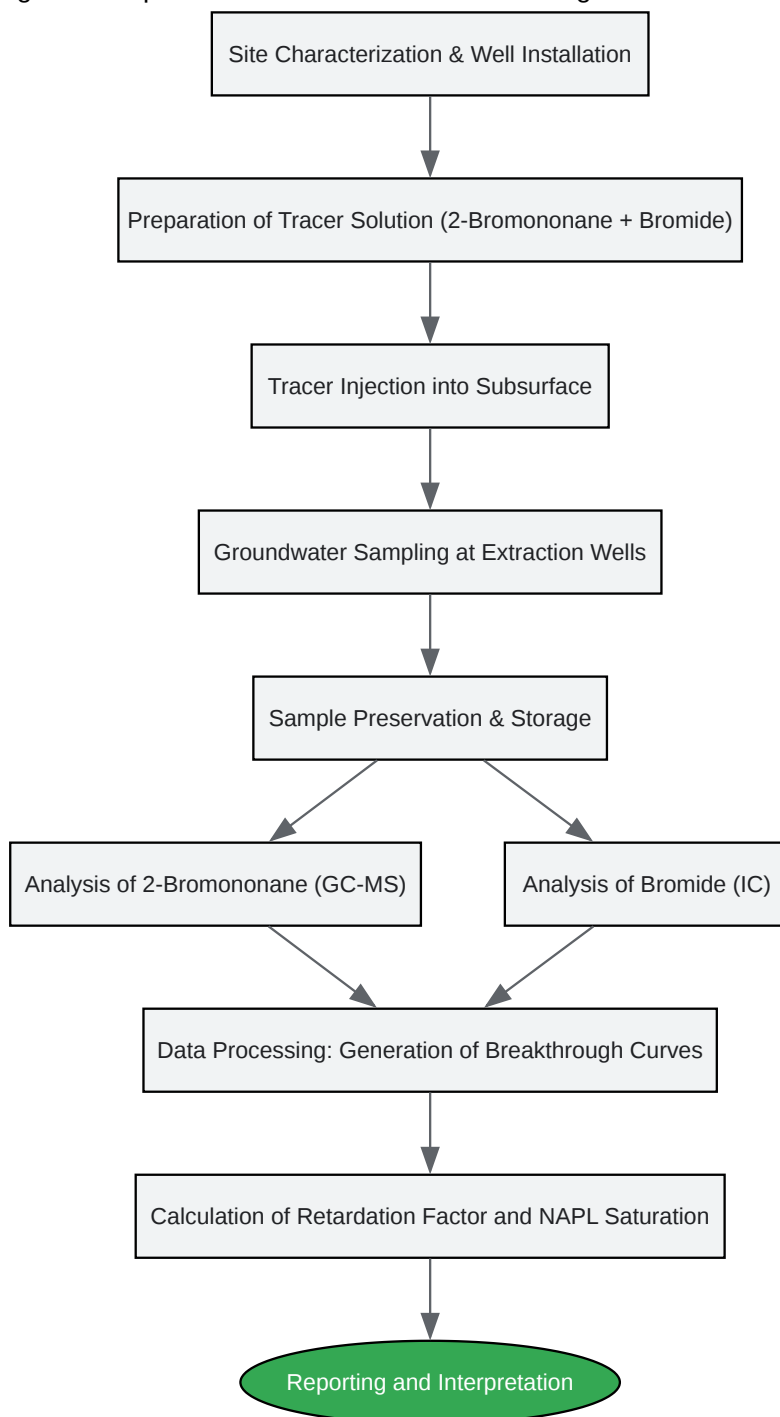 Site Characterization & Well Installation
Preparation of Tracer Solution (2-Bromononane + Bromide)
Tracer Injection into Subsurface
Groundwater Sampling at Extraction Wells
Sample Preservation & Storage
Analysis of 2-Bromononane (GC-MS)
Analysis of Bromide (IC)
Data Processing: Generation of Breakthrough Curves
Calculation of Retardation Factor and NAPL Saturation
Reporting and Interpretation